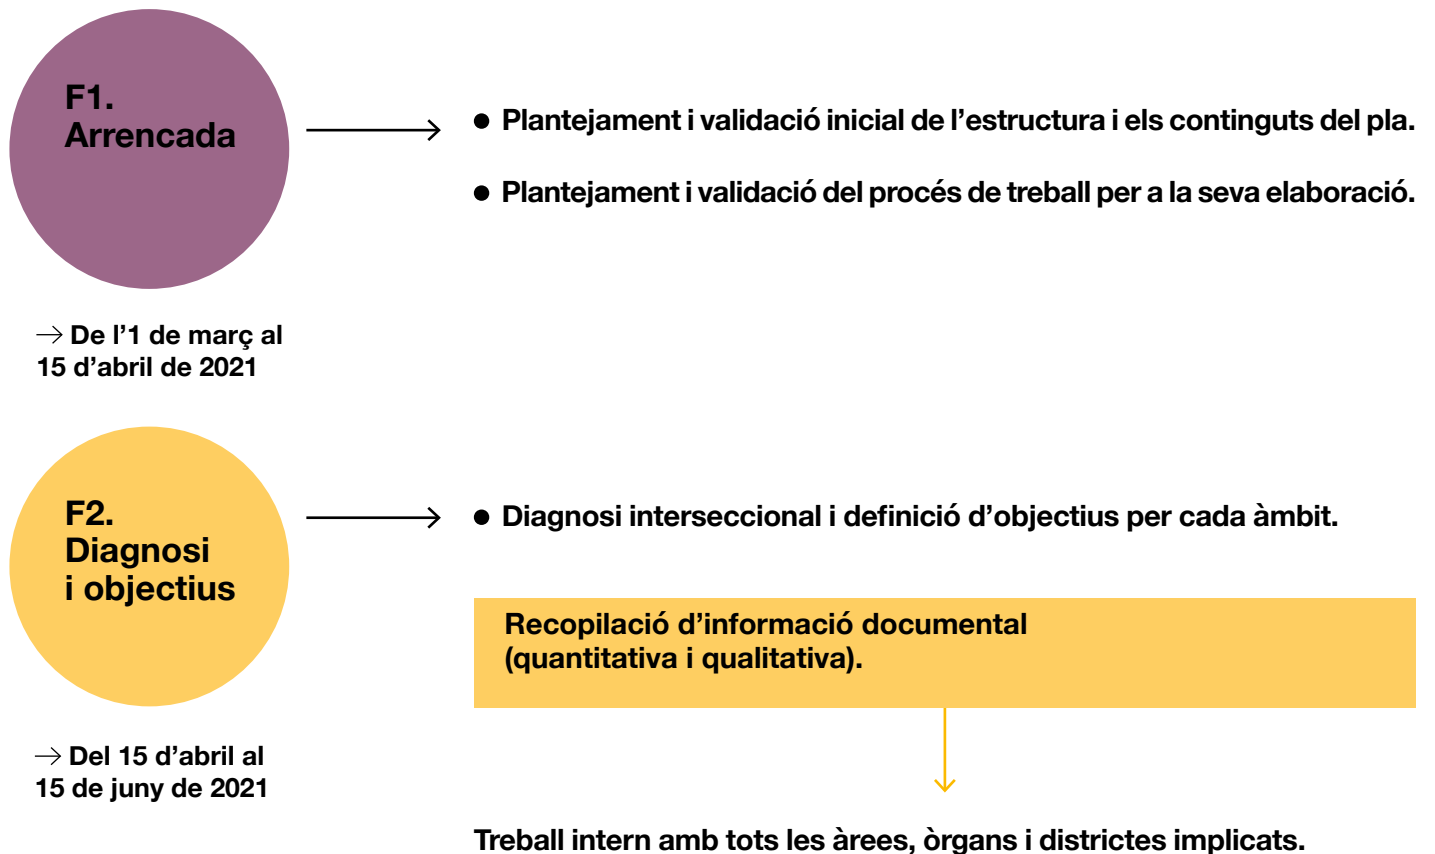 F1.
Arrencada
● Plantejament i validació inicial de l’estructura i els continguts del pla.
● Plantejament i validació del procés de treball per a la seva elaboració.
→ De l’1 de març al
15 d’abril de 2021
F2.
Diagnosi
i objectius
● Diagnosi interseccional i definició d’objectius per cada àmbit.
Recopilació d’informació documental
(quantitativa i qualitativa).
→ Del 15 d’abril al
15 de juny de 2021
Treball intern amb tots les àrees, òrgans i districtes implicats.